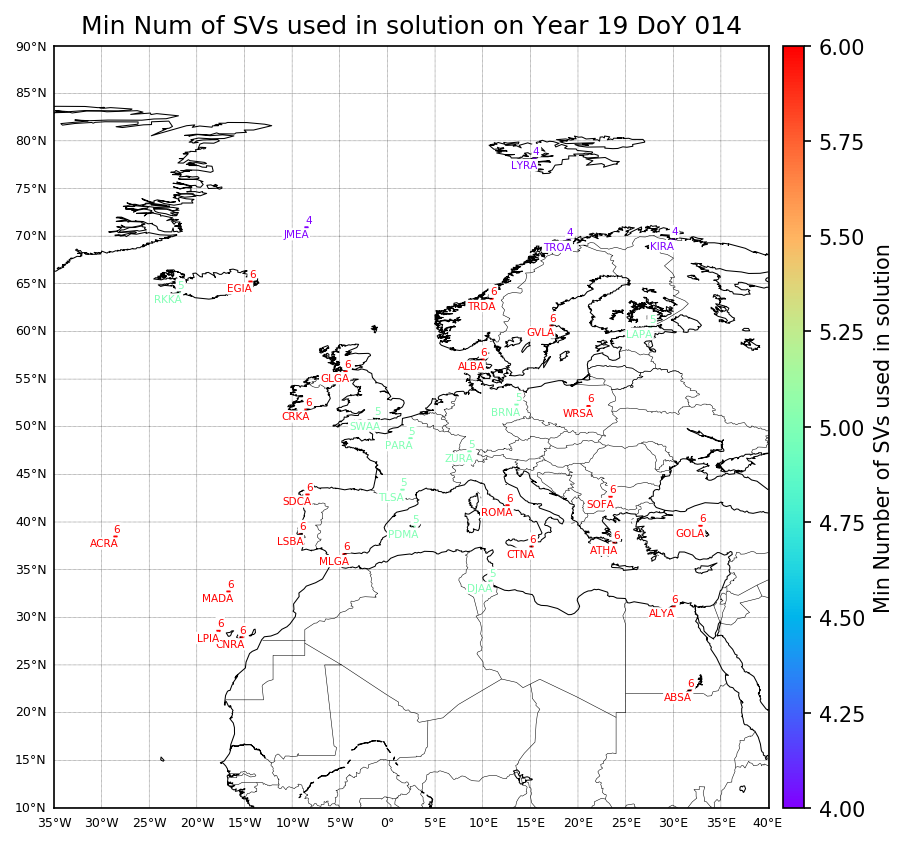 Min Num of SVs used in solution on Year 19 DoY 014
90°N
85°N
80°N
75°N
70°N
65°N
60°N
55°N
50°N
45°N
40°N
35°N
30°N
25°N
20°N
15°N
10°N
35°W 30°W 25°W 20°W 15°W 10°W 5°W 0° 5°E 10°E 15°E 20°E 25°E 30°E 35°E 40°E
4
LYRA
4
JMEA
4
TROA
4
KIRA
6
EGIA
5
RKKA
6
TRDA
6
GVLA
5
LAPA
6
ALBA
6
GLGA
6
CRKA
5
SWAA
5
BRNA
6
WRSA
5
PARA
5
ZURA
6
SDCA
5
TLSA
6
ROMA
6
SOFA
6
ACRA
6
LSBA
5
PDMA
6
GOLA
6
MLGA
6
CTNA
6
ATHA
6
MADA
5
DJAA
6
ALYA
6
LPIA
6
CNRA
6
ABSA
6.00
5.75
5.50
5.25
5.00
4.75
4.50
4.25
4.00
Min Number of SVs used in solution